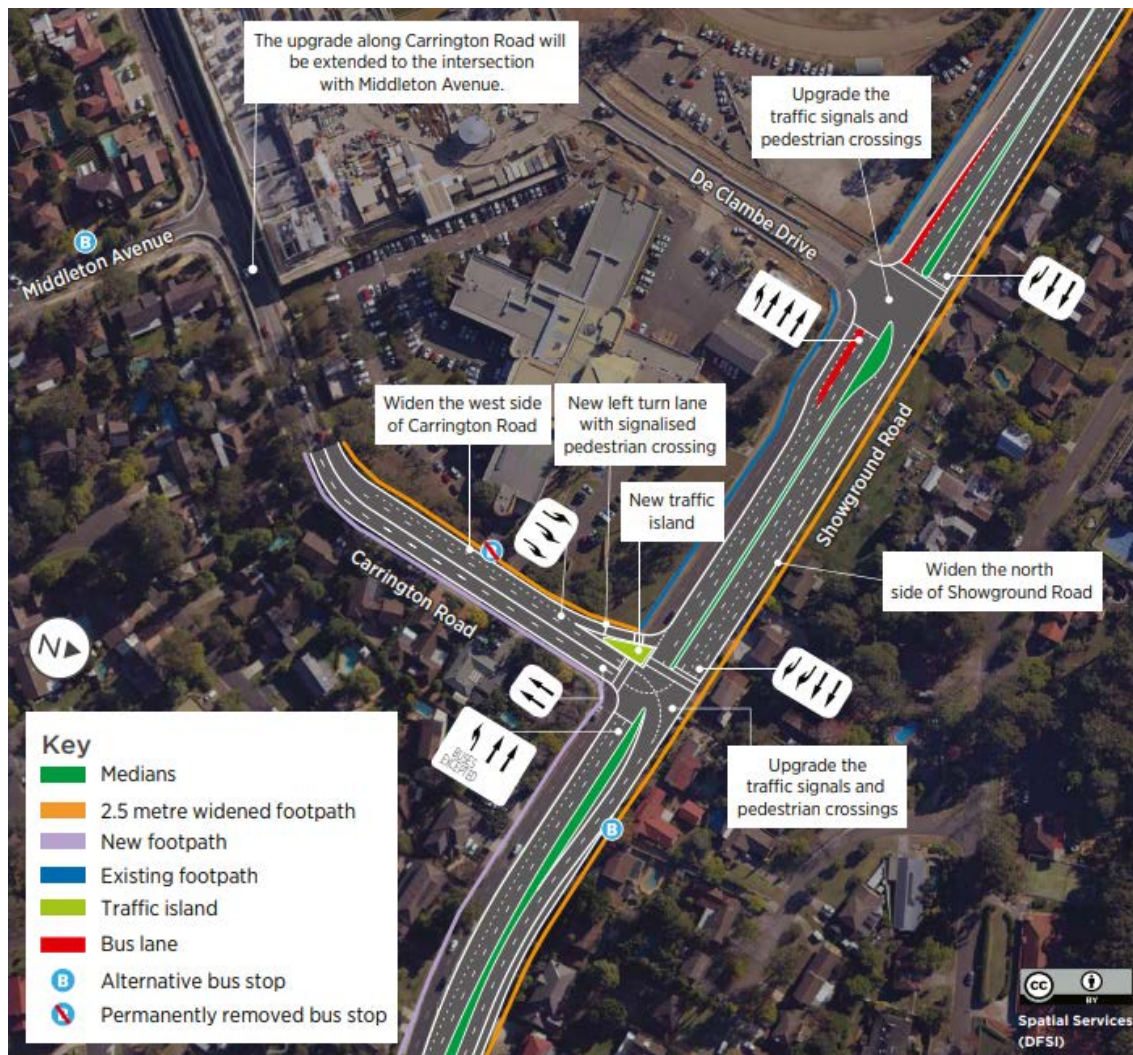 The upgrade along Carrington Road will
be extended to the intersection
with Middleton Avenue.
Upgrade the
traffic signals and
pedestrian crossings
De Clambe Drive
B
Middleton Avenue
Widen the west side
of Carrington Road
New left turn lane
with signalised
pedestrian crossing
New traffic
island
Showground Road
Widen the north
side of Showground Road
Carrington Road
N
BUSES
EXCEPTED
Upgrade the
traffic signals and
pedestrian crossings
B
Key
Medians
2.5 metre widened footpath
New footpath
Existing footpath
Traffic island
Bus lane
B Alternative bus stop
Permanently removed bus stop
cc
BY
Spatial Services
(DFSI)